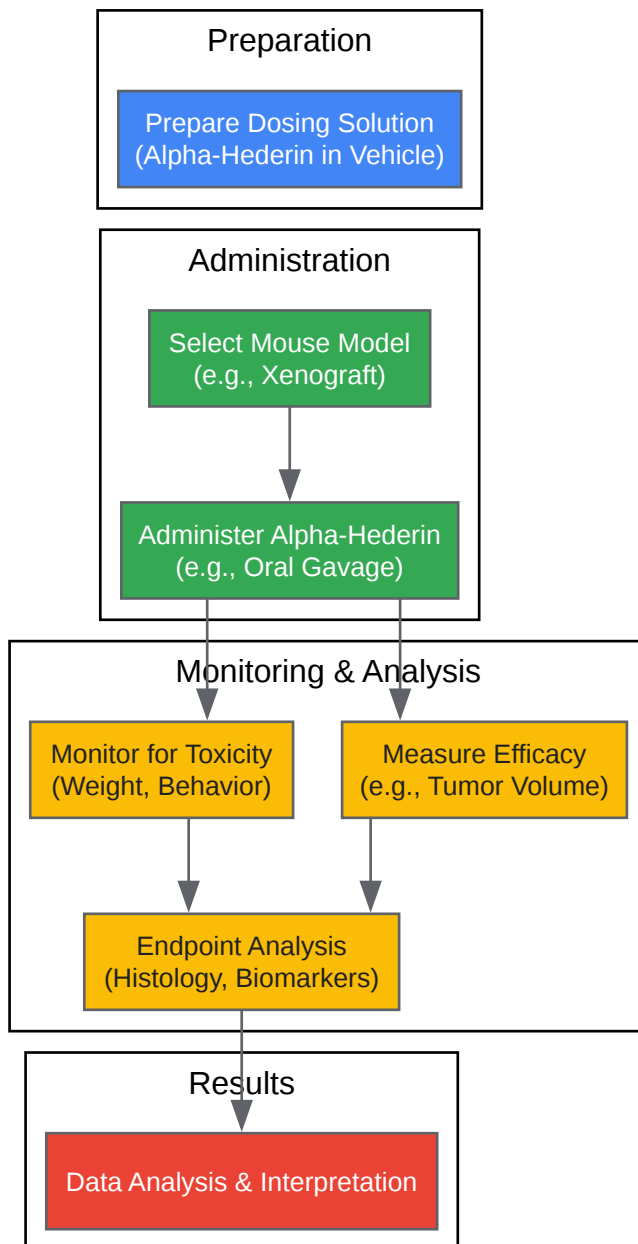 Preparation
Prepare Dosing Solution
(Alpha-Hederin in Vehicle)
Administration
Select Mouse Model
(e.g., Xenograft)
Administer Alpha-Hederin
(e.g., Oral Gavage)
Monitoring & Analysis
Monitor for Toxicity
(Weight, Behavior)
Measure Efficacy
(e.g., Tumor Volume)
Endpoint Analysis
(Histology, Biomarkers)
Results
Data Analysis & Interpretation